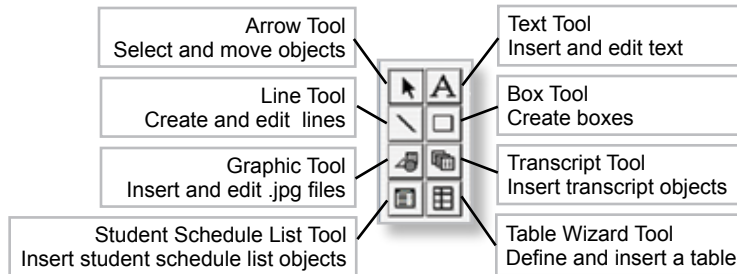 Arrow Tool
Select and move objects
Text Tool
Insert and edit text
Line Tool
Create and edit lines
Box Tool
Create boxes
Graphic Tool
Insert and edit .jpg files
Transcript Tool
Insert transcript objects
Student Schedule List Tool
Insert student schedule list objects
Table Wizard Tool
Define and insert a table
A